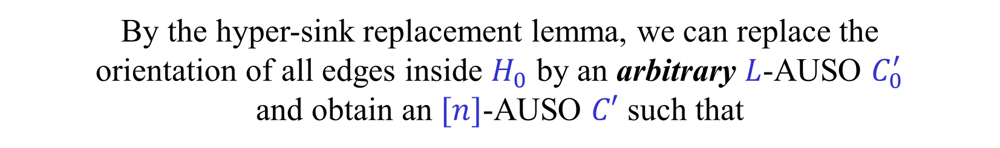 By the hyper-sink replacement lemma, we can replace the
orientation of all edges inside H₀ by an arbitrary L-AUSO C′₀
and obtain an [n]-AUSO C′ such that